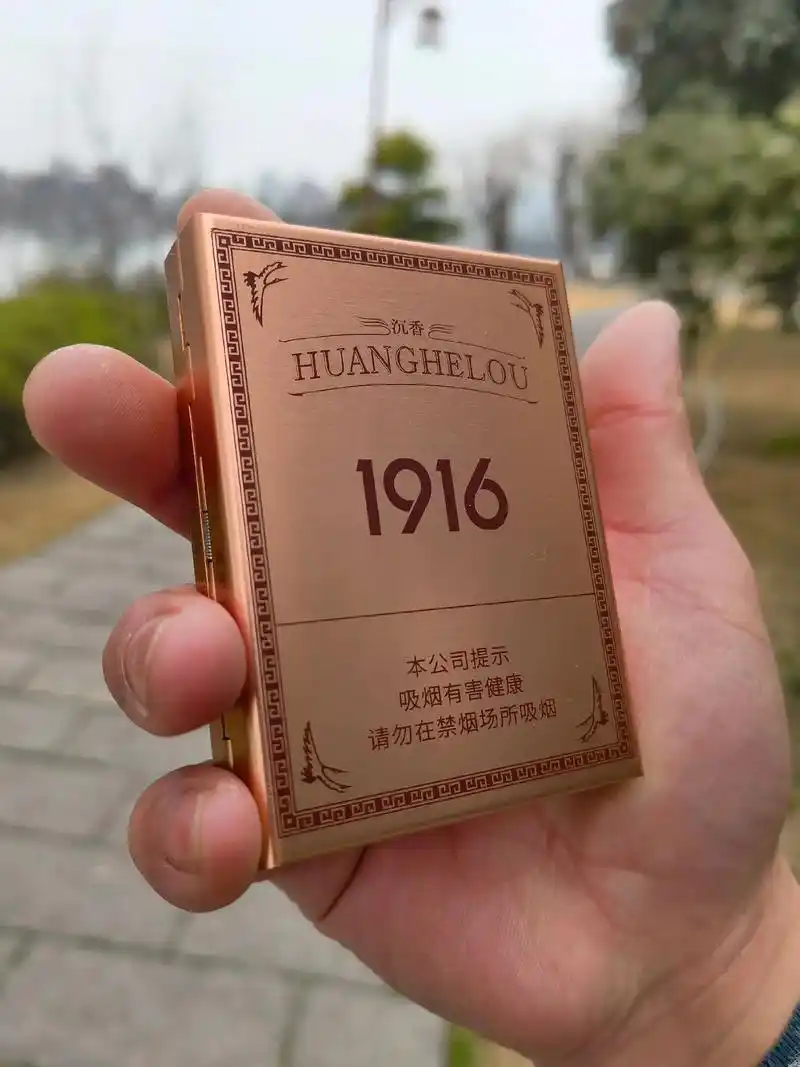 沉香
HUANGHELOU
1916
本公司提示
吸烟有害健康
请勿在禁烟场所吸烟